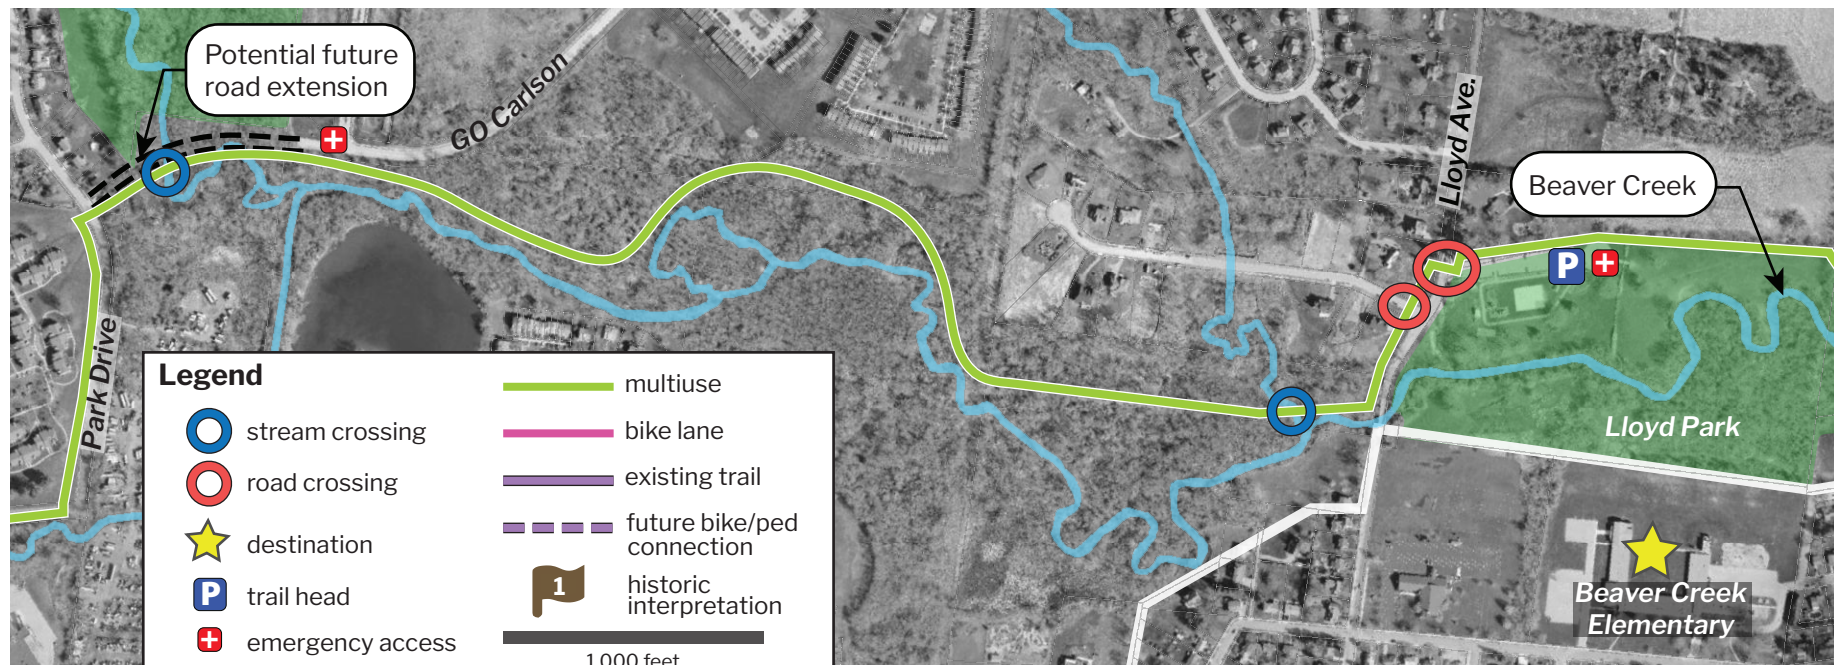 Potential future
road extension
GO Carlson
Lloyd Ave.
Beaver Creek
Park Drive
P
Lloyd Park
Beaver Creek
Elementary
Legend
stream crossing
road crossing
destination
P
trail head
emergency access
multiuse
bike lane
existing trail
future bike/ped
connection
1
historic
interpretation
1,000 feet